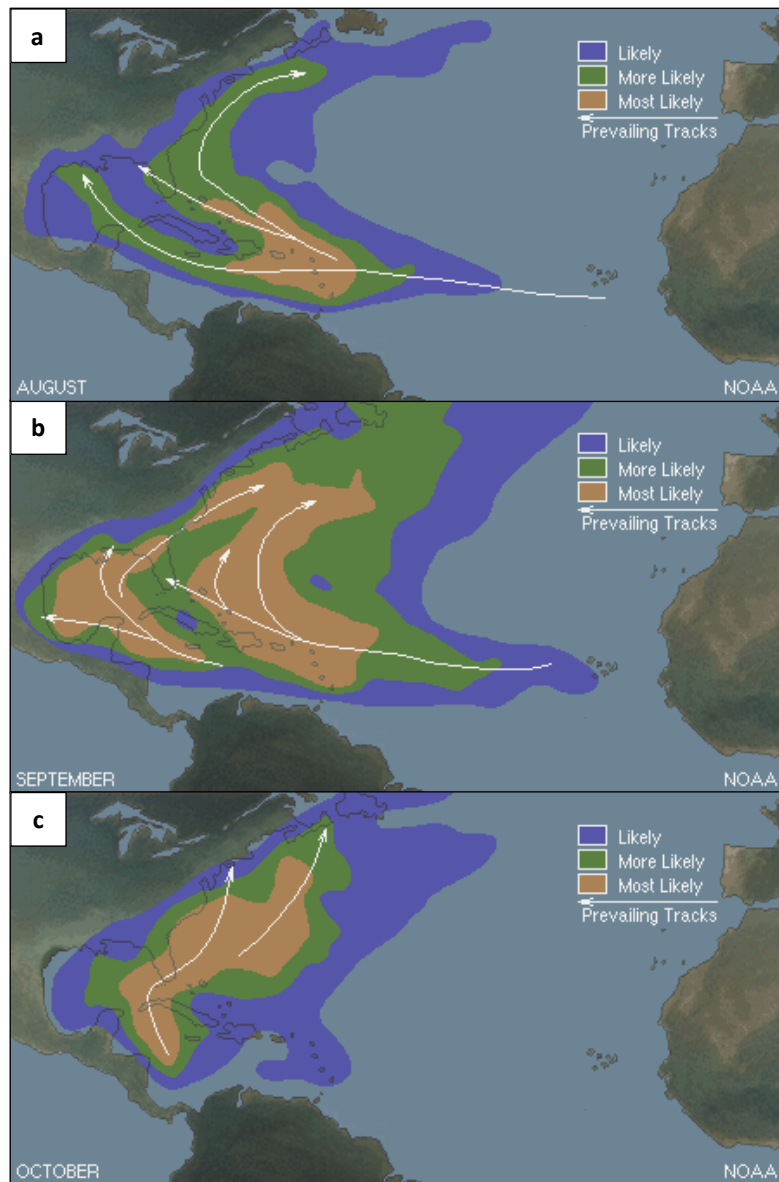 a
Likely
More Likely
Most Likely
Prevailing Tracks
AUGUST
NOAA
b
Likely
More Likely
Most Likely
Prevailing Tracks
SEPTEMBER
NOAA
c
Likely
More Likely
Most Likely
Prevailing Tracks
OCTOBER
NOAA